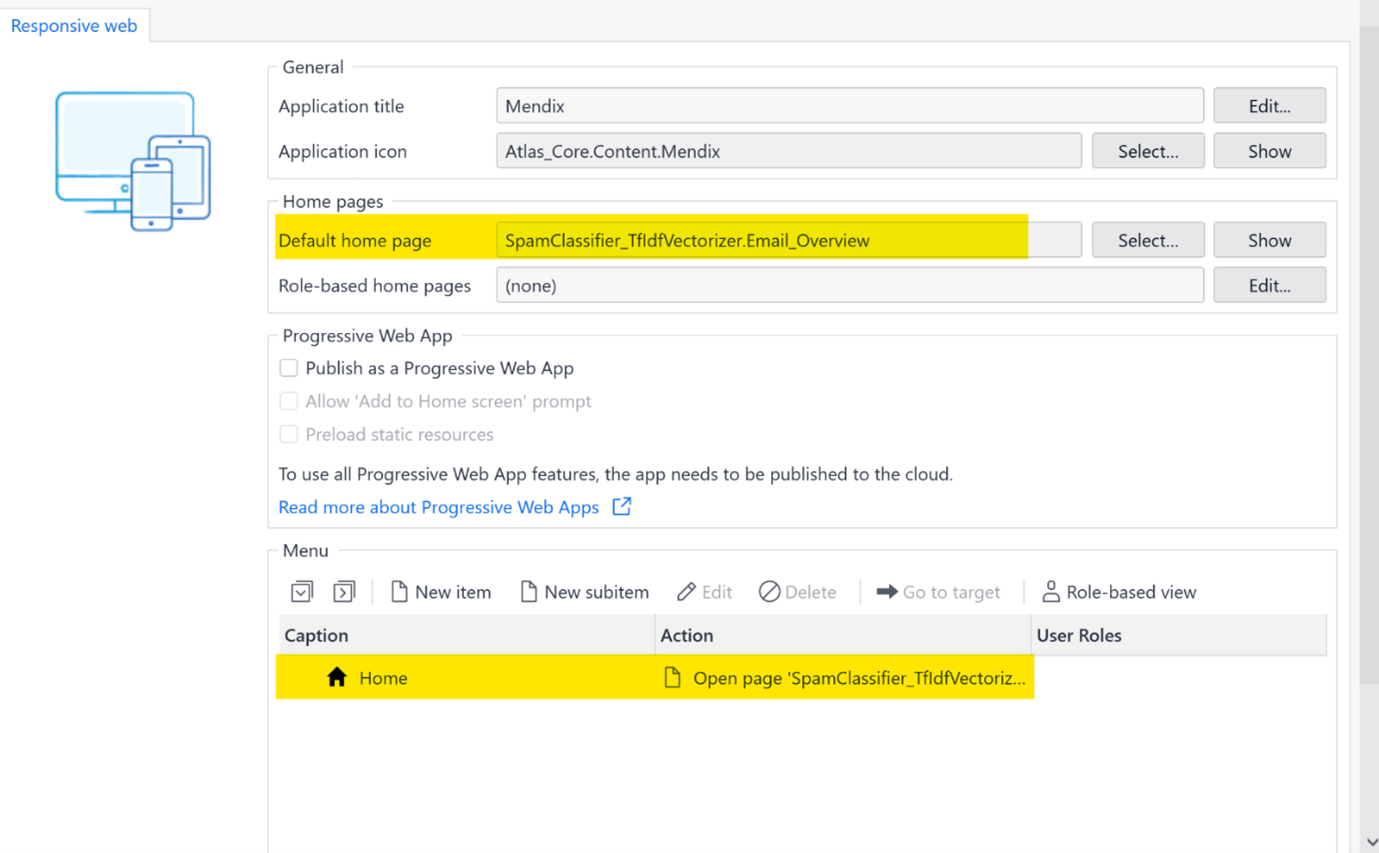 Responsive web
General
Application title Mendix Edit...
Application icon Atlas_Core.Content.Mendix Select... Show
Home pages
Default home page SpamClassifier_TfIdfVectorizer.Email_Overview Select... Show
Role-based home pages (none) Edit...
Progressive Web App
Publish as a Progressive Web App
Allow 'Add to Home screen' prompt
Preload static resources
To use all Progressive Web App features, the app needs to be published to the cloud.
Read more about Progressive Web Apps
Menu
New item New subitem Edit Delete Go to target Role-based view
Caption Action User Roles
Home Open page 'SpamClassifier_TfIdfVectoriz...